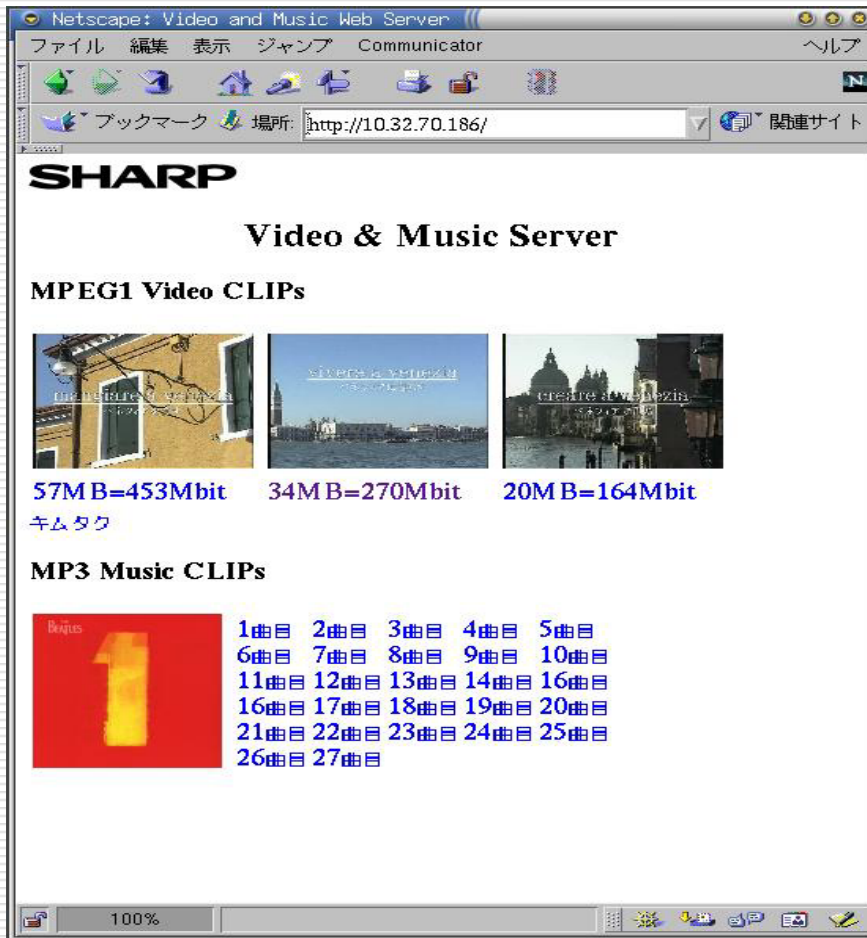 Netscape: Video and Music Web Server
ファイル 編集 表示 ジャンプ Communicator ヘルプ
N
ブックマーク 場所: http://10.32.70.186/ 関連サイト
SHARP
Video & Music Server
MPEG1 Video CLIPs
mangiare a venezia
vivere a venezia
creare a venezia
57MB=453Mbit 34MB=270Mbit 20MB=164Mbit
キムタク
MP3 Music CLIPs
BEATLES
1
1曲目 2曲目 3曲目 4曲目 5曲目
6曲目 7曲目 8曲目 9曲目 10曲目
11曲目 12曲目 13曲目 14曲目 16曲目
16曲目 17曲目 18曲目 19曲目 20曲目
21曲目 22曲目 23曲目 24曲目 25曲目
26曲目 27曲目
100%